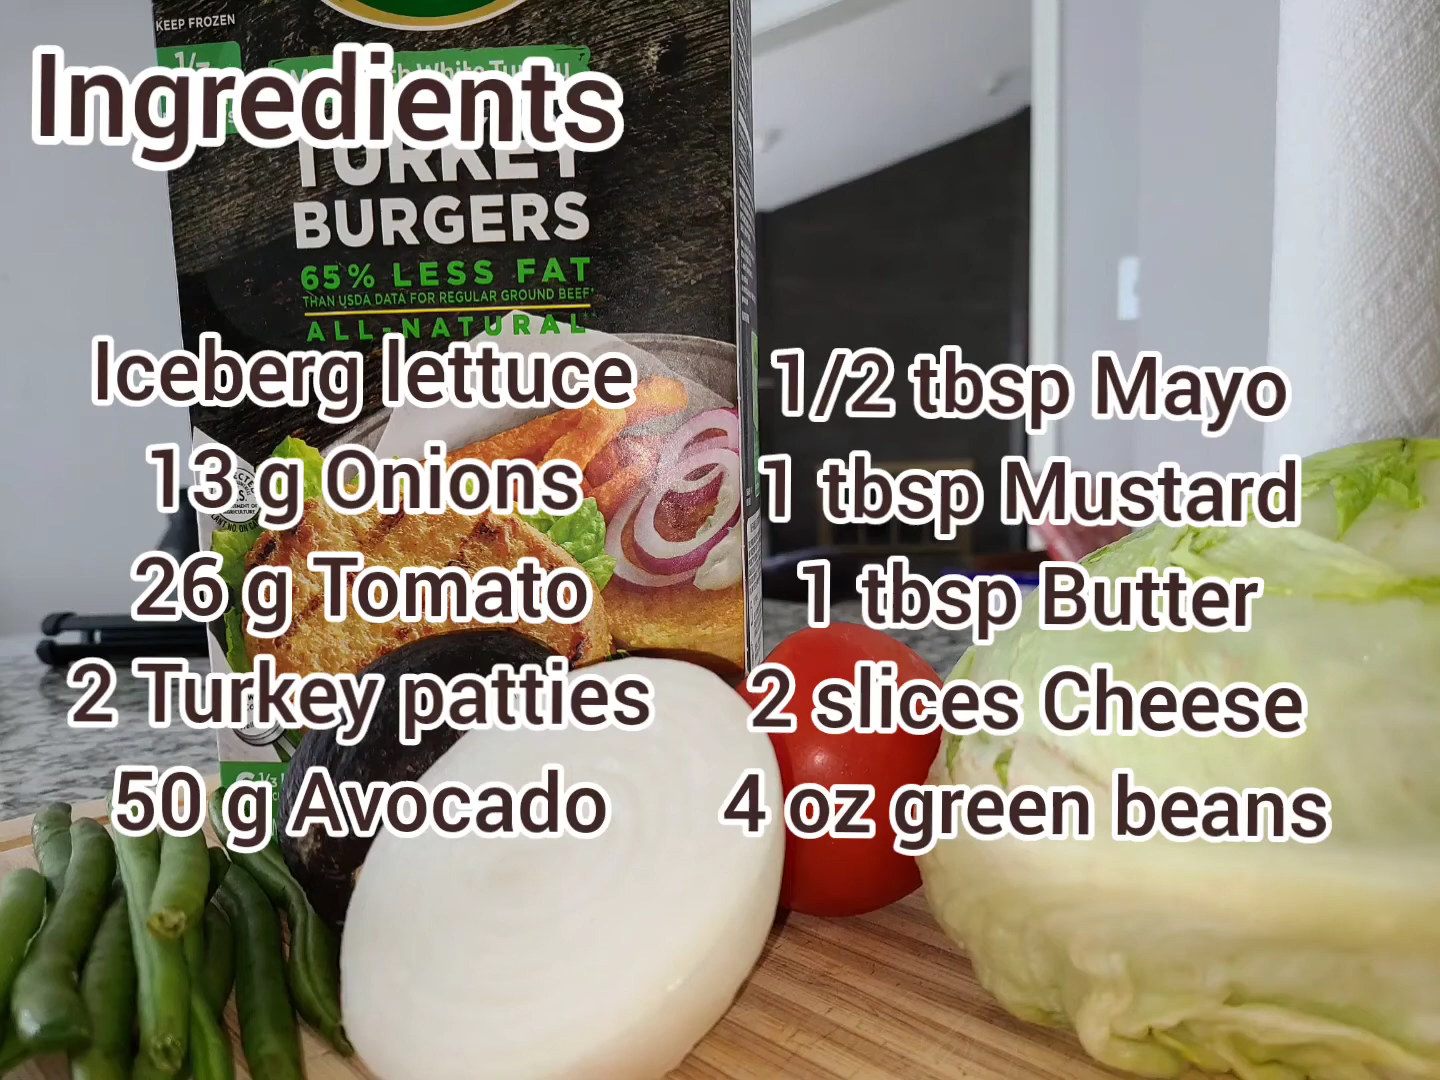 KEEP FROZEN
Ingredients
TURKEY
BURGERS
65% LESS FAT
THAN USDA DATA FOR REGULAR GROUND BEEF*
ALL-NATURAL**
Iceberg lettuce
13 g Onions
26 g Tomato
2 Turkey patties
50 g Avocado
1/2 tbsp Mayo
1 tbsp Mustard
1 tbsp Butter
2 slices Cheese
4 oz green beans